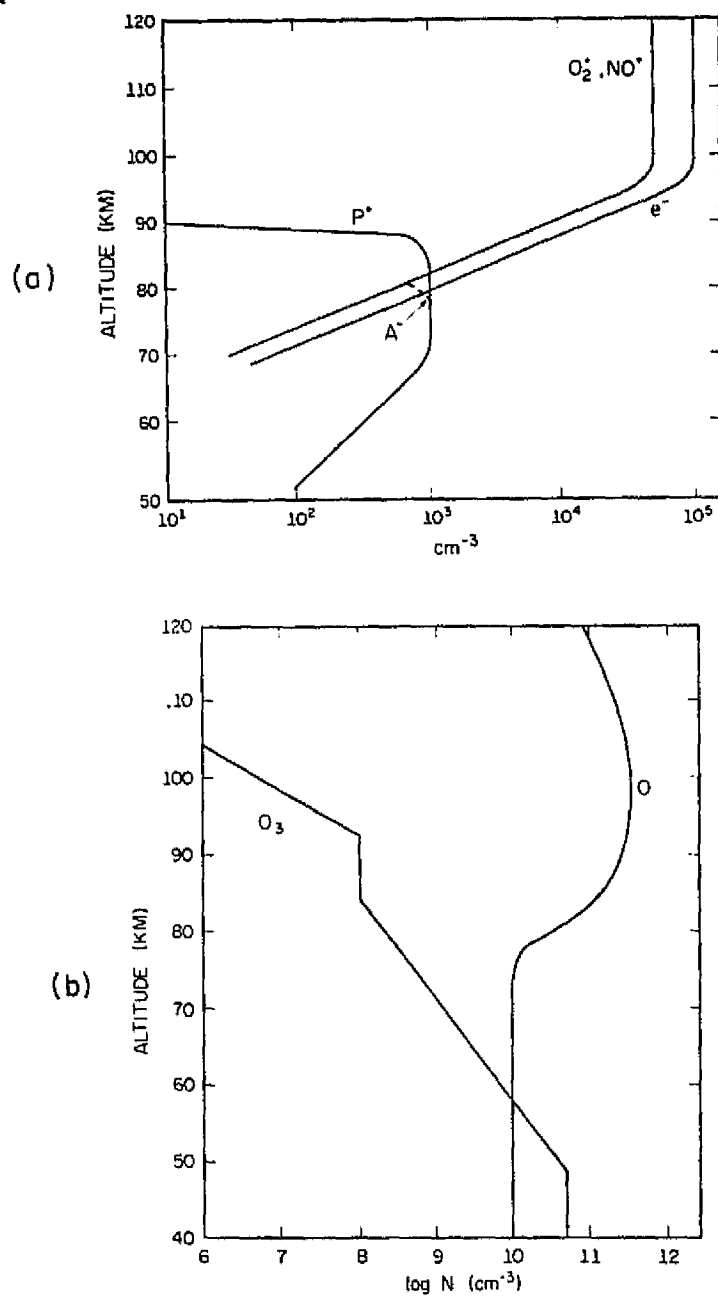 120
110
100
90
80
70
60
50
ALTITUDE (KM)
(a)
O₂⁺, NO⁺
e⁻
P⁺
A⁻
10¹ 10² 10³ 10⁴ 10⁵
cm⁻³
120
.10
100
90
80
70
60
50
40
ALTITUDE (KM)
(b)
O₃
O
6 7 8 9 10 11 12
log N (cm⁻³)